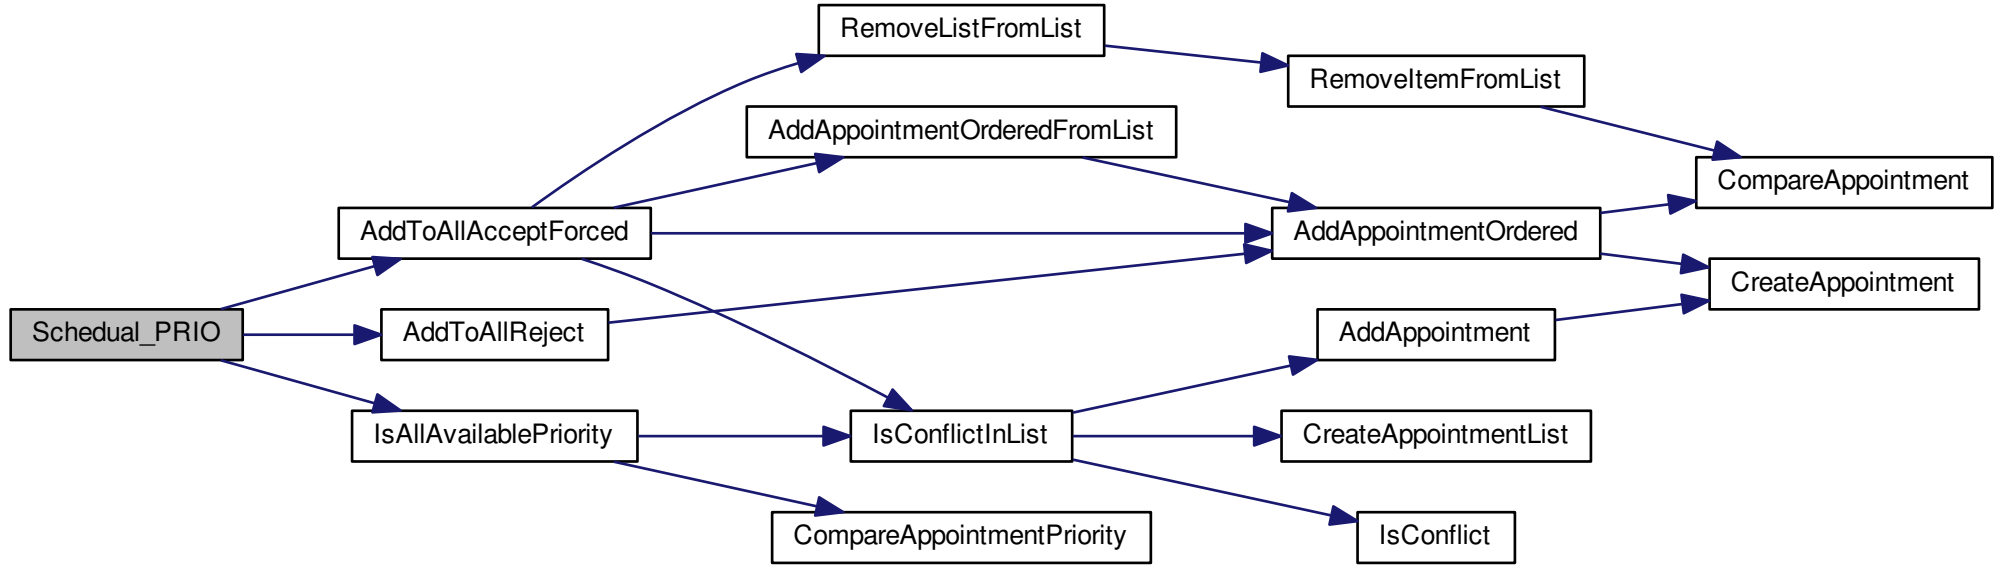 RemoveListFromList
RemoveItemFromList
AddAppointmentOrderedFromList
CompareAppointment
AddToAllAcceptForced
AddAppointmentOrdered
CreateAppointment
Schedual_PRIO
AddToAllReject
AddAppointment
IsAllAvailablePriority
IsConflictInList
CreateAppointmentList
CompareAppointmentPriority
IsConflict